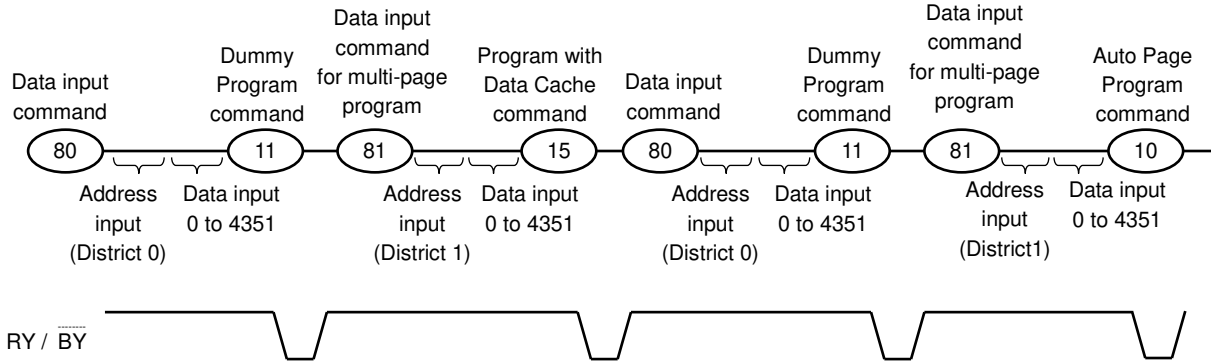 Data input
command
Dummy
Program
command
Data input
command
for multi-page
program
Program with
Data Cache
command
Data input
command
Dummy
Program
command
Data input
command
for multi-page
program
Auto Page
Program
command
80
11
81
15
80
11
81
10
Address
input
(District 0)
Data input
0 to 4351
Address
input
(District 1)
Data input
0 to 4351
Address
input
(District 0)
Data input
0 to 4351
Address
input
(District1)
Data input
0 to 4351
RY / B̅Y̅